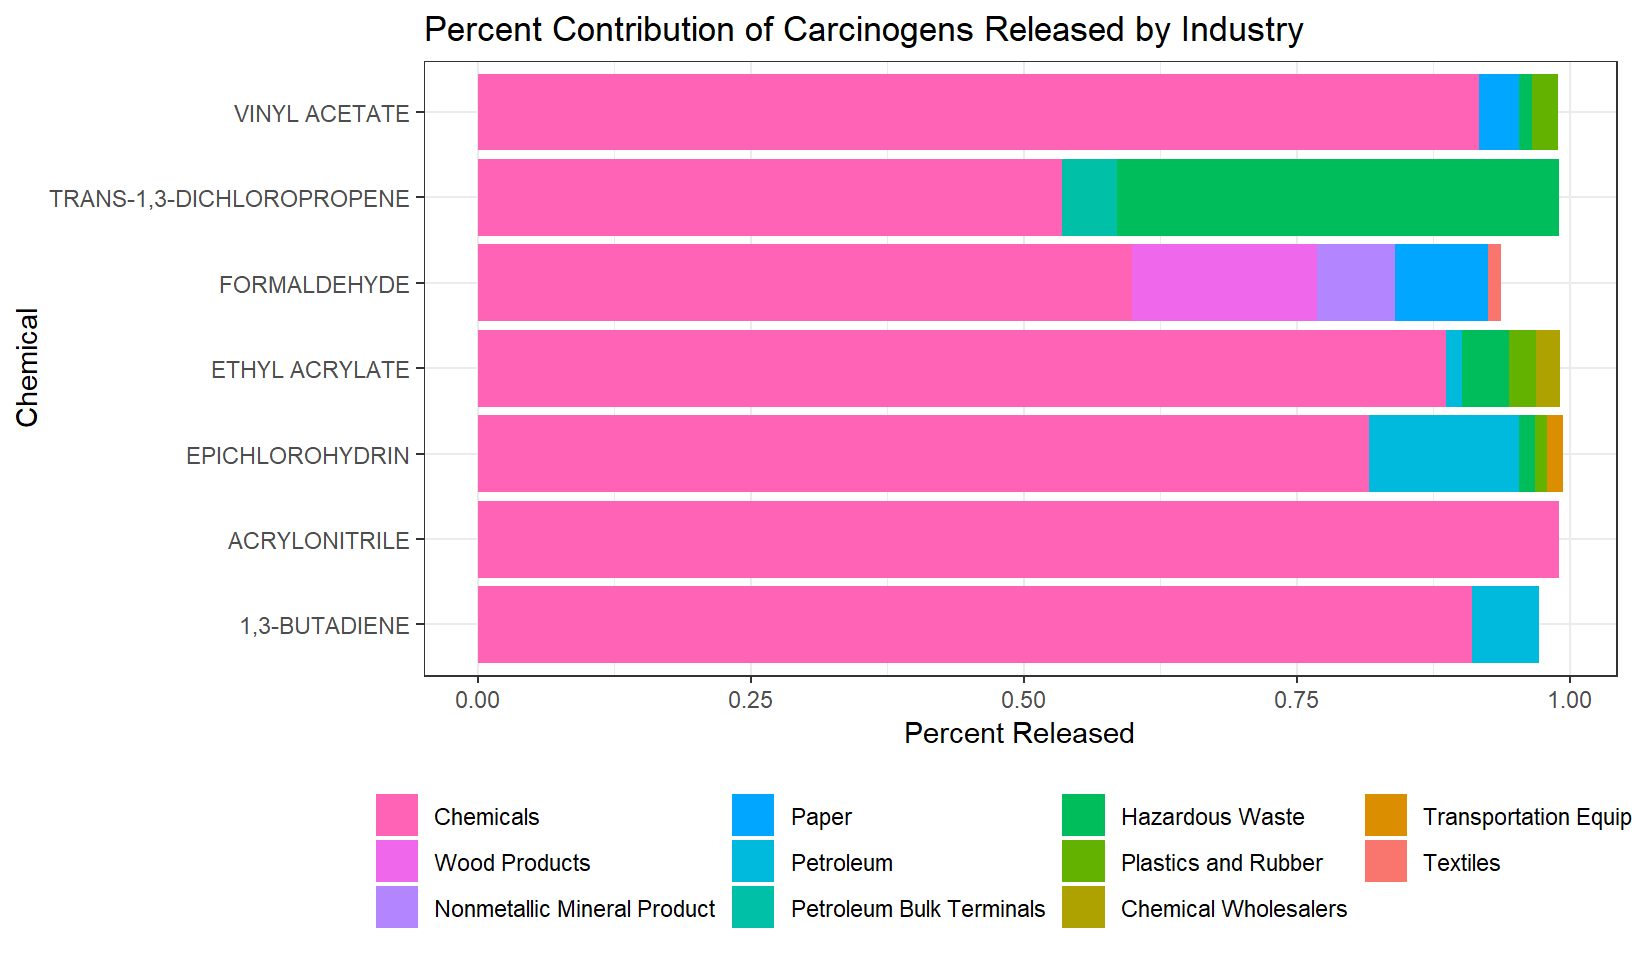 Percent Contribution of Carcinogens Released by Industry
VINYL ACETATE
TRANS-1,3-DICHLOROPROPENE
FORMALDEHYDE
ETHYL ACRYLATE
EPICHLOROHYDRIN
ACRYLONITRILE
1,3-BUTADIENE
Chemical
0.00 0.25 0.50 0.75 1.00
Percent Released
Chemicals Paper Hazardous Waste Transportation Equip
Wood Products Petroleum Plastics and Rubber Textiles
Nonmetallic Mineral Product Petroleum Bulk Terminals Chemical Wholesalers